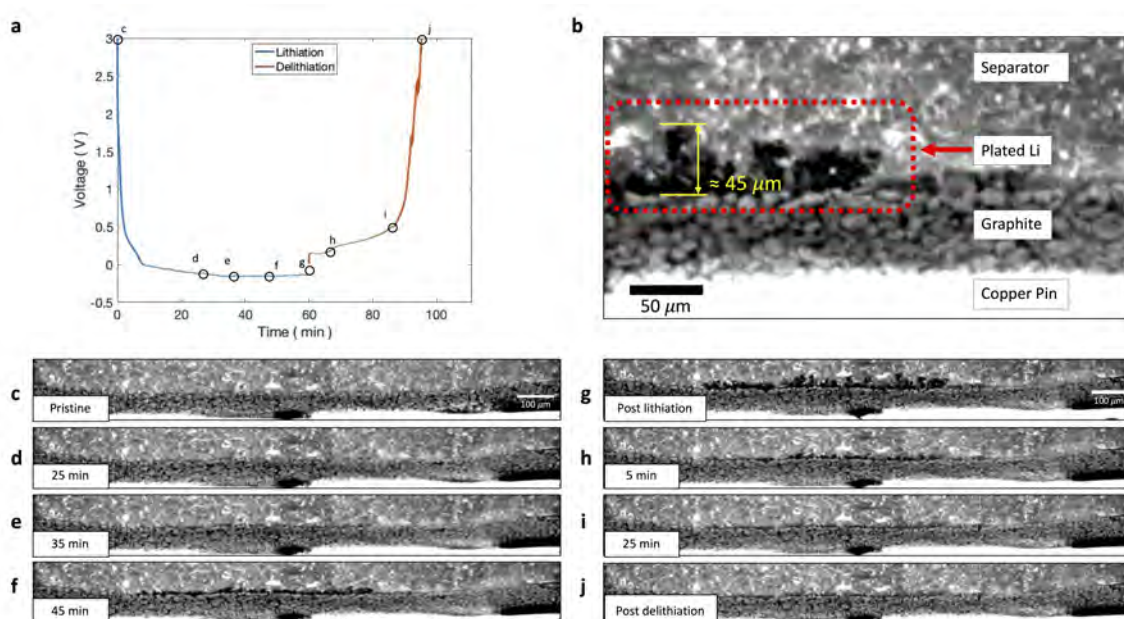 a
c
j
3
2.5
2
1.5
1
0.5
0
-0.5
Voltage ( V )
Lithiation
Delithiation
d
e
f
g
h
i
0
20
40
60
80
100
Time ( min )
b
Separator
Plated Li
≈ 45 μm
Graphite
50 μm
Copper Pin
c
Pristine
100 μm
d
25 min
e
35 min
f
45 min
g
Post lithiation
100 μm
h
5 min
i
25 min
j
Post delithiation